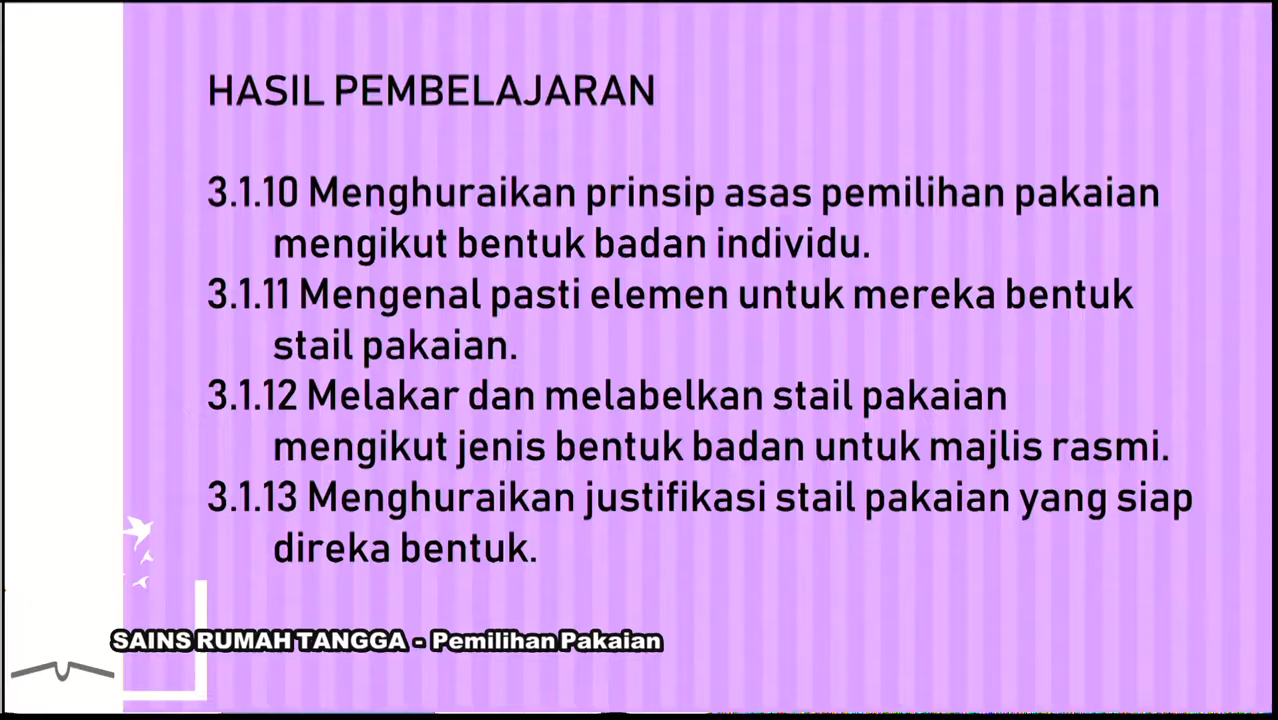 HASIL PEMBELAJARAN
3.1.10 Menghuraikan prinsip asas pemilihan pakaian
mengikut bentuk badan individu.
3.1.11 Mengenal pasti elemen untuk mereka bentuk
stail pakaian.
3.1.12 Melakar dan melabelkan stail pakaian
mengikut jenis bentuk badan untuk majlis rasmi.
3.1.13 Menghuraikan justifikasi stail pakaian yang siap
direka bentuk.
SAINS RUMAH TANGGA - Pemilihan Pakaian